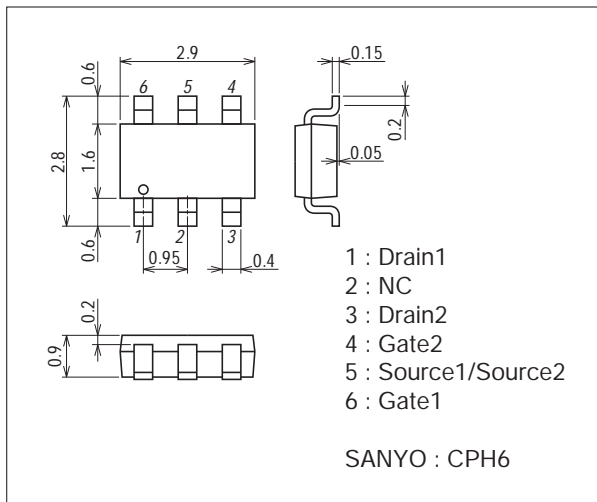 2.9
0.15
0.6
6
5
4
0.2
2.8
1.6
0.05
0.6
1
2
3
0.95
0.4
1 : Drain1
2 : NC
3 : Drain2
4 : Gate2
5 : Source1/Source2
6 : Gate1
0.2
0.9
SANYO : CPH6